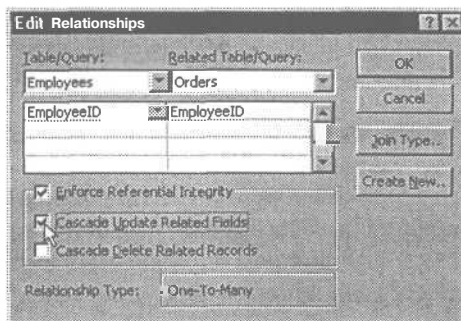 Edit Relationships
Table/Query: Related Table/Query:
Employees Orders
EmployeeID EmployeeID
Enforce Referential Integrity
Cascade Update Related Fields
Cascade Delete Related Records
Relationship Type: One-To-Many
OK
Cancel
Join Type..
Create New..